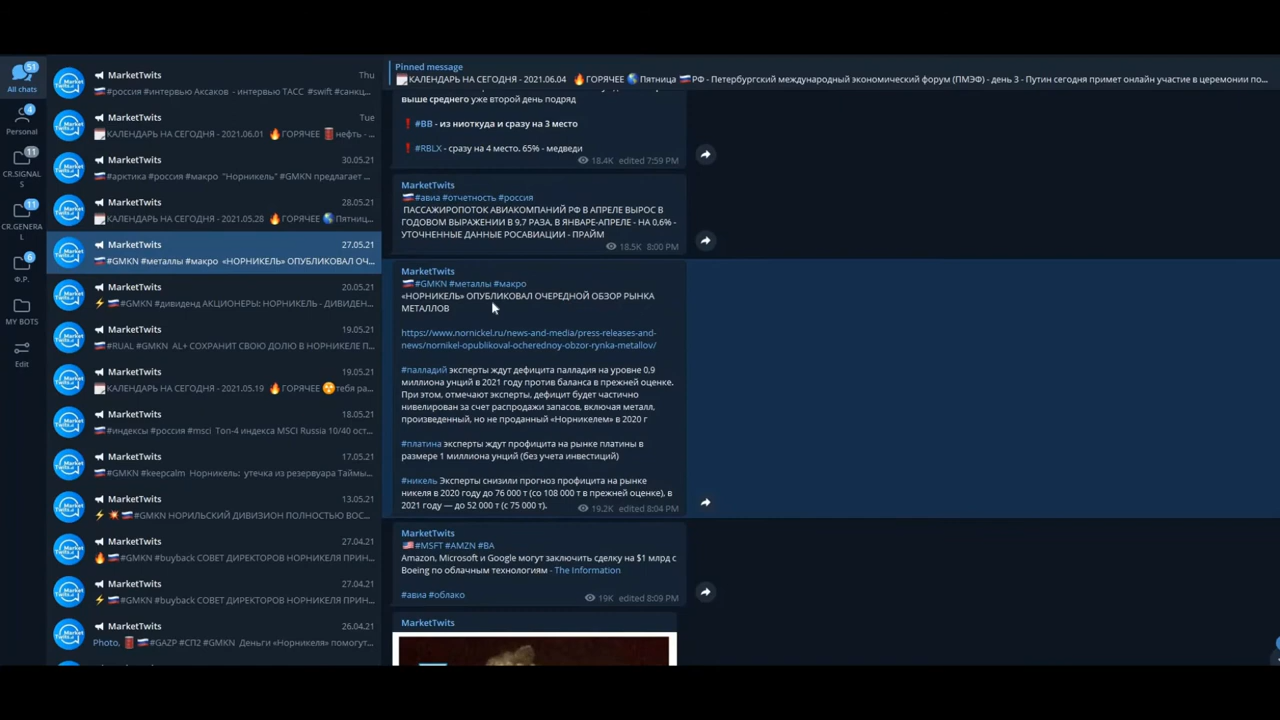 51
All chats
4
Personal
11
CR.SIGNAL
S
11
CR.GENERA
L
6
Ф.Р.
MY BOTS
Edit
MarketTwits Thu
#россия #интервью Аксаков - интервью ТАСС #swift #санкц...
MarketTwits Tue
КАЛЕНДАРЬ НА СЕГОДНЯ - 2021.06.01 ГОРЯЧЕЕ нефть - ...
MarketTwits 30.05.21
#арктика #россия #макро "Норникель" #GMKN предлагает ...
MarketTwits 28.05.21
КАЛЕНДАРЬ НА СЕГОДНЯ - 2021.05.28 ГОРЯЧЕЕ Пятниц...
MarketTwits 27.05.21
#GMKN #металлы #макро «НОРНИКЕЛЬ» ОПУБЛИКОВАЛ ОЧ...
MarketTwits 20.05.21
#GMKN #дивиденд АКЦИОНЕРЫ: НОРНИКЕЛЬ - ДИВИДЕН...
MarketTwits 19.05.21
#RUAL #GMKN AL+ СОХРАНИТ СВОЮ ДОЛЮ В НОРНИКЕЛЕ П...
MarketTwits 19.05.21
КАЛЕНДАРЬ НА СЕГОДНЯ - 2021.05.19 ГОРЯЧЕЕ тебя ра...
MarketTwits 18.05.21
#индексы #россия #msci Топ-4 индекса MSCI Russia 10/40 ост...
MarketTwits 17.05.21
#GMKN #keepcalm Норникель: утечка из резервуара Таймы...
MarketTwits 13.05.21
#GMKN НОРИЛЬСКИЙ ДИВИЗИОН ПОЛНОСТЬЮ ВОС...
MarketTwits 27.04.21
#GMKN #buyback СОВЕТ ДИРЕКТОРОВ НОРНИКЕЛЯ ПРИН...
MarketTwits 27.04.21
#GMKN #buyback СОВЕТ ДИРЕКТОРОВ НОРНИКЕЛЯ ПРИН...
MarketTwits 26.04.21
Photo, #GAZP #СП2 #GMKN Деньги «Норникеля» помогут...
Pinned message
КАЛЕНДАРЬ НА СЕГОДНЯ - 2021.06.04 ГОРЯЧЕЕ Пятница РФ - Петербургский международный экономический форум (ПМЭФ) - день 3 - Путин сегодня примет онлайн участие в церемонии по...
выше среднего уже второй день подряд
#BB - из ниоткуда и сразу на 3 место
#RBLX - сразу на 4 место. 65% - медведи
18.4K edited 7:59 PM
MarketTwits
#авиа #отчетность #россия
ПАССАЖИРОПОТОК АВИАКОМПАНИЙ РФ В АПРЕЛЕ ВЫРОС В
ГОДОВОМ ВЫРАЖЕНИИ В 9,7 РАЗА, В ЯНВАРЕ-АПРЕЛЕ - НА 0,6% -
УТОЧНЕННЫЕ ДАННЫЕ РОСАВИАЦИИ - ПРАЙМ
18.5K 8:00 PM
MarketTwits
#GMKN #металлы #макро
«НОРНИКЕЛЬ» ОПУБЛИКОВАЛ ОЧЕРЕДНОЙ ОБЗОР РЫНКА
МЕТАЛЛОВ
https://www.nornickel.ru/news-and-media/press-releases-and-
news/nornikel-opublikoval-ocherednoy-obzor-rynka-metallov/
#палладий эксперты ждут дефицита палладия на уровне 0,9
миллиона унций в 2021 году против баланса в прежней оценке.
При этом, отмечают эксперты, дефицит будет частично
нивелирован за счет распродажи запасов, включая металл,
произведенный, но не проданный «Норникелем» в 2020 г
#платина эксперты ждут профицита на рынке платины в
размере 1 миллиона унций (без учета инвестиций)
#никель Эксперты снизили прогноз профицита на рынке
никеля в 2020 году до 76 000 т (со 108 000 т в прежней оценке), в
2021 году — до 52 000 т (с 75 000 т).
19.2K edited 8:04 PM
MarketTwits
#MSFT #AMZN #BA
Amazon, Microsoft и Google могут заключить сделку на $1 млрд с
Boeing по облачным технологиям - The Information
#авиа #облако
19K edited 8:09 PM
MarketTwits